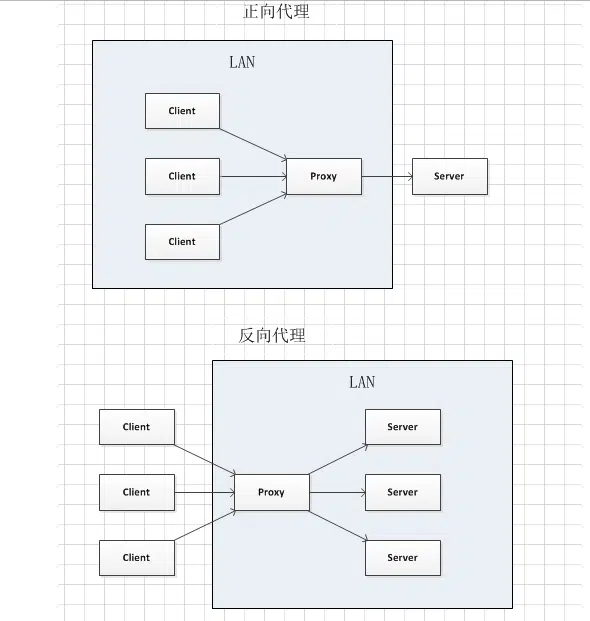 正向代理
LAN
Client
Client
Proxy
Server
Client
反向代理
LAN
Client
Server
Client
Proxy
Server
Client
Server